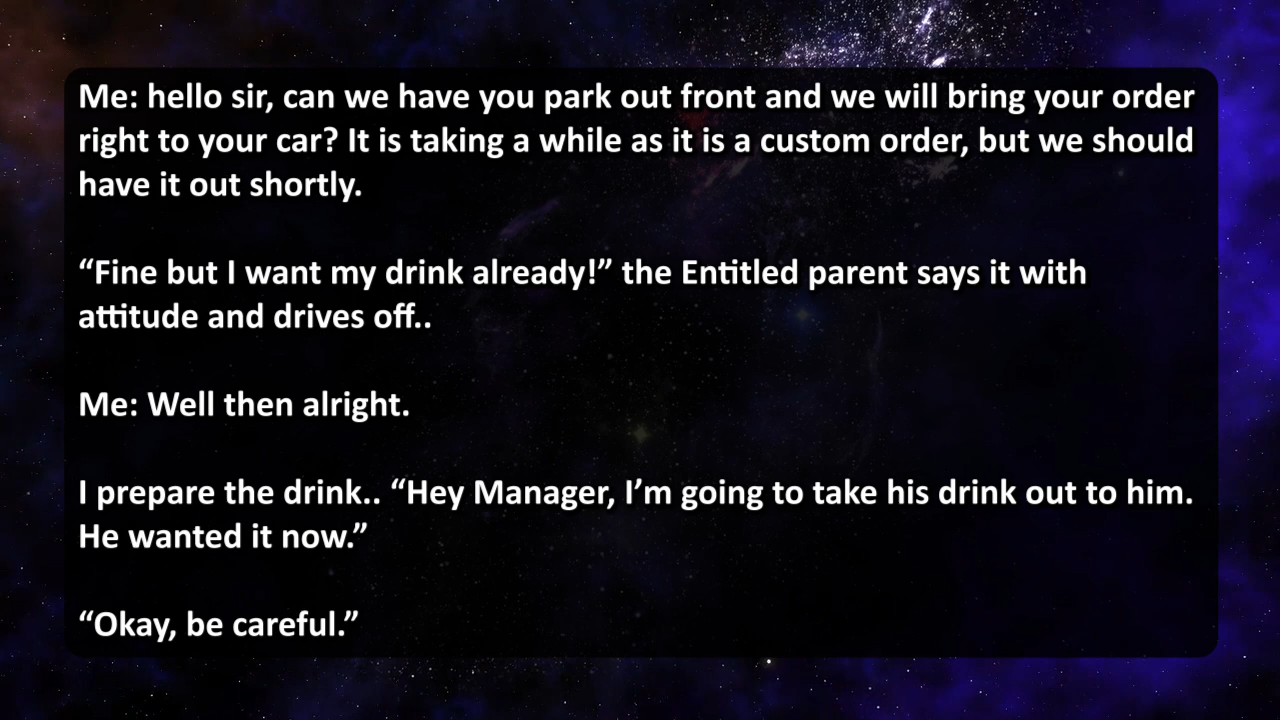 Me: hello sir, can we have you park out front and we will bring your order
right to your car? It is taking a while as it is a custom order, but we should
have it out shortly.
“Fine but I want my drink already!” the Entitled parent says it with
attitude and drives off..
Me: Well then alright.
I prepare the drink.. “Hey Manager, I’m going to take his drink out to him.
He wanted it now.”
“Okay, be careful.”